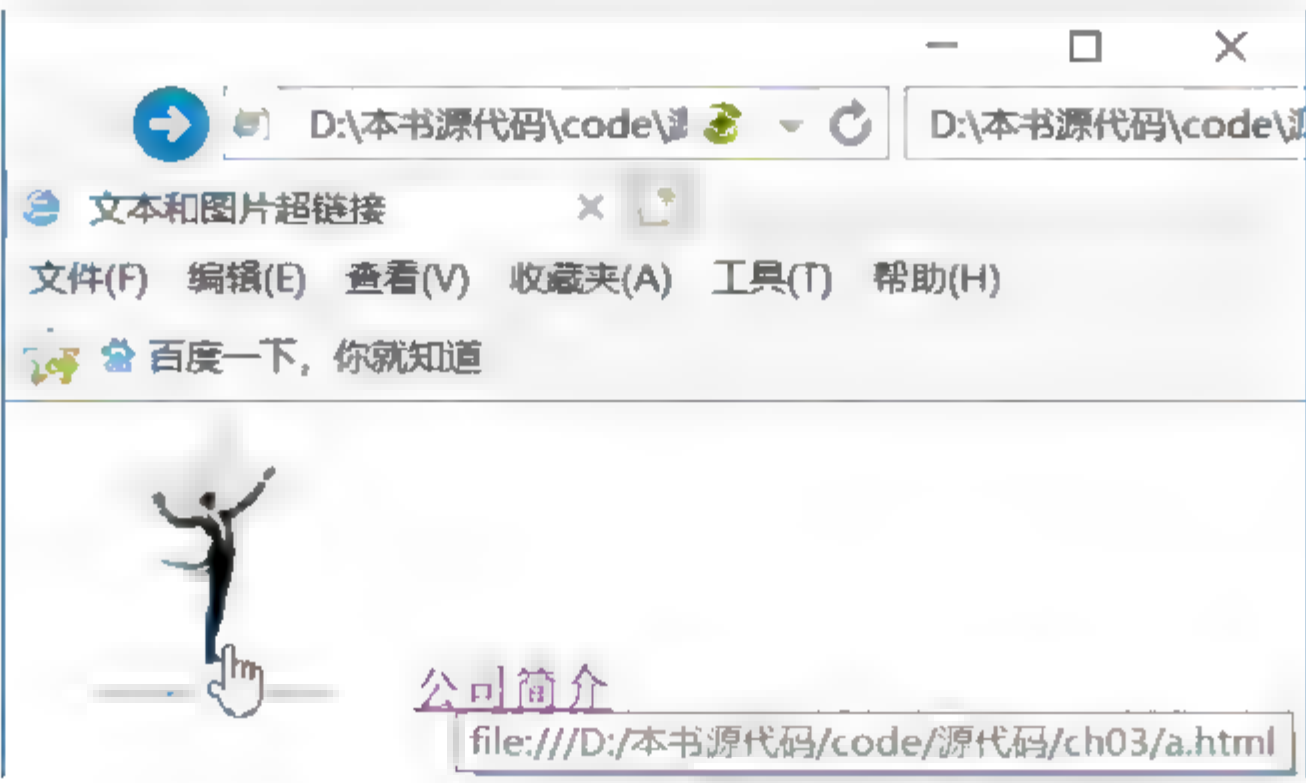 D:\本书源代码\code\源 D:\本书源代码\code\源
文本和图片超链接
文件(F) 编辑(E) 查看(V) 收藏夹(A) 工具(T) 帮助(H)
百度一下，你就知道
公司简介
file:///D:/本书源代码/code/源代码/ch03/a.html